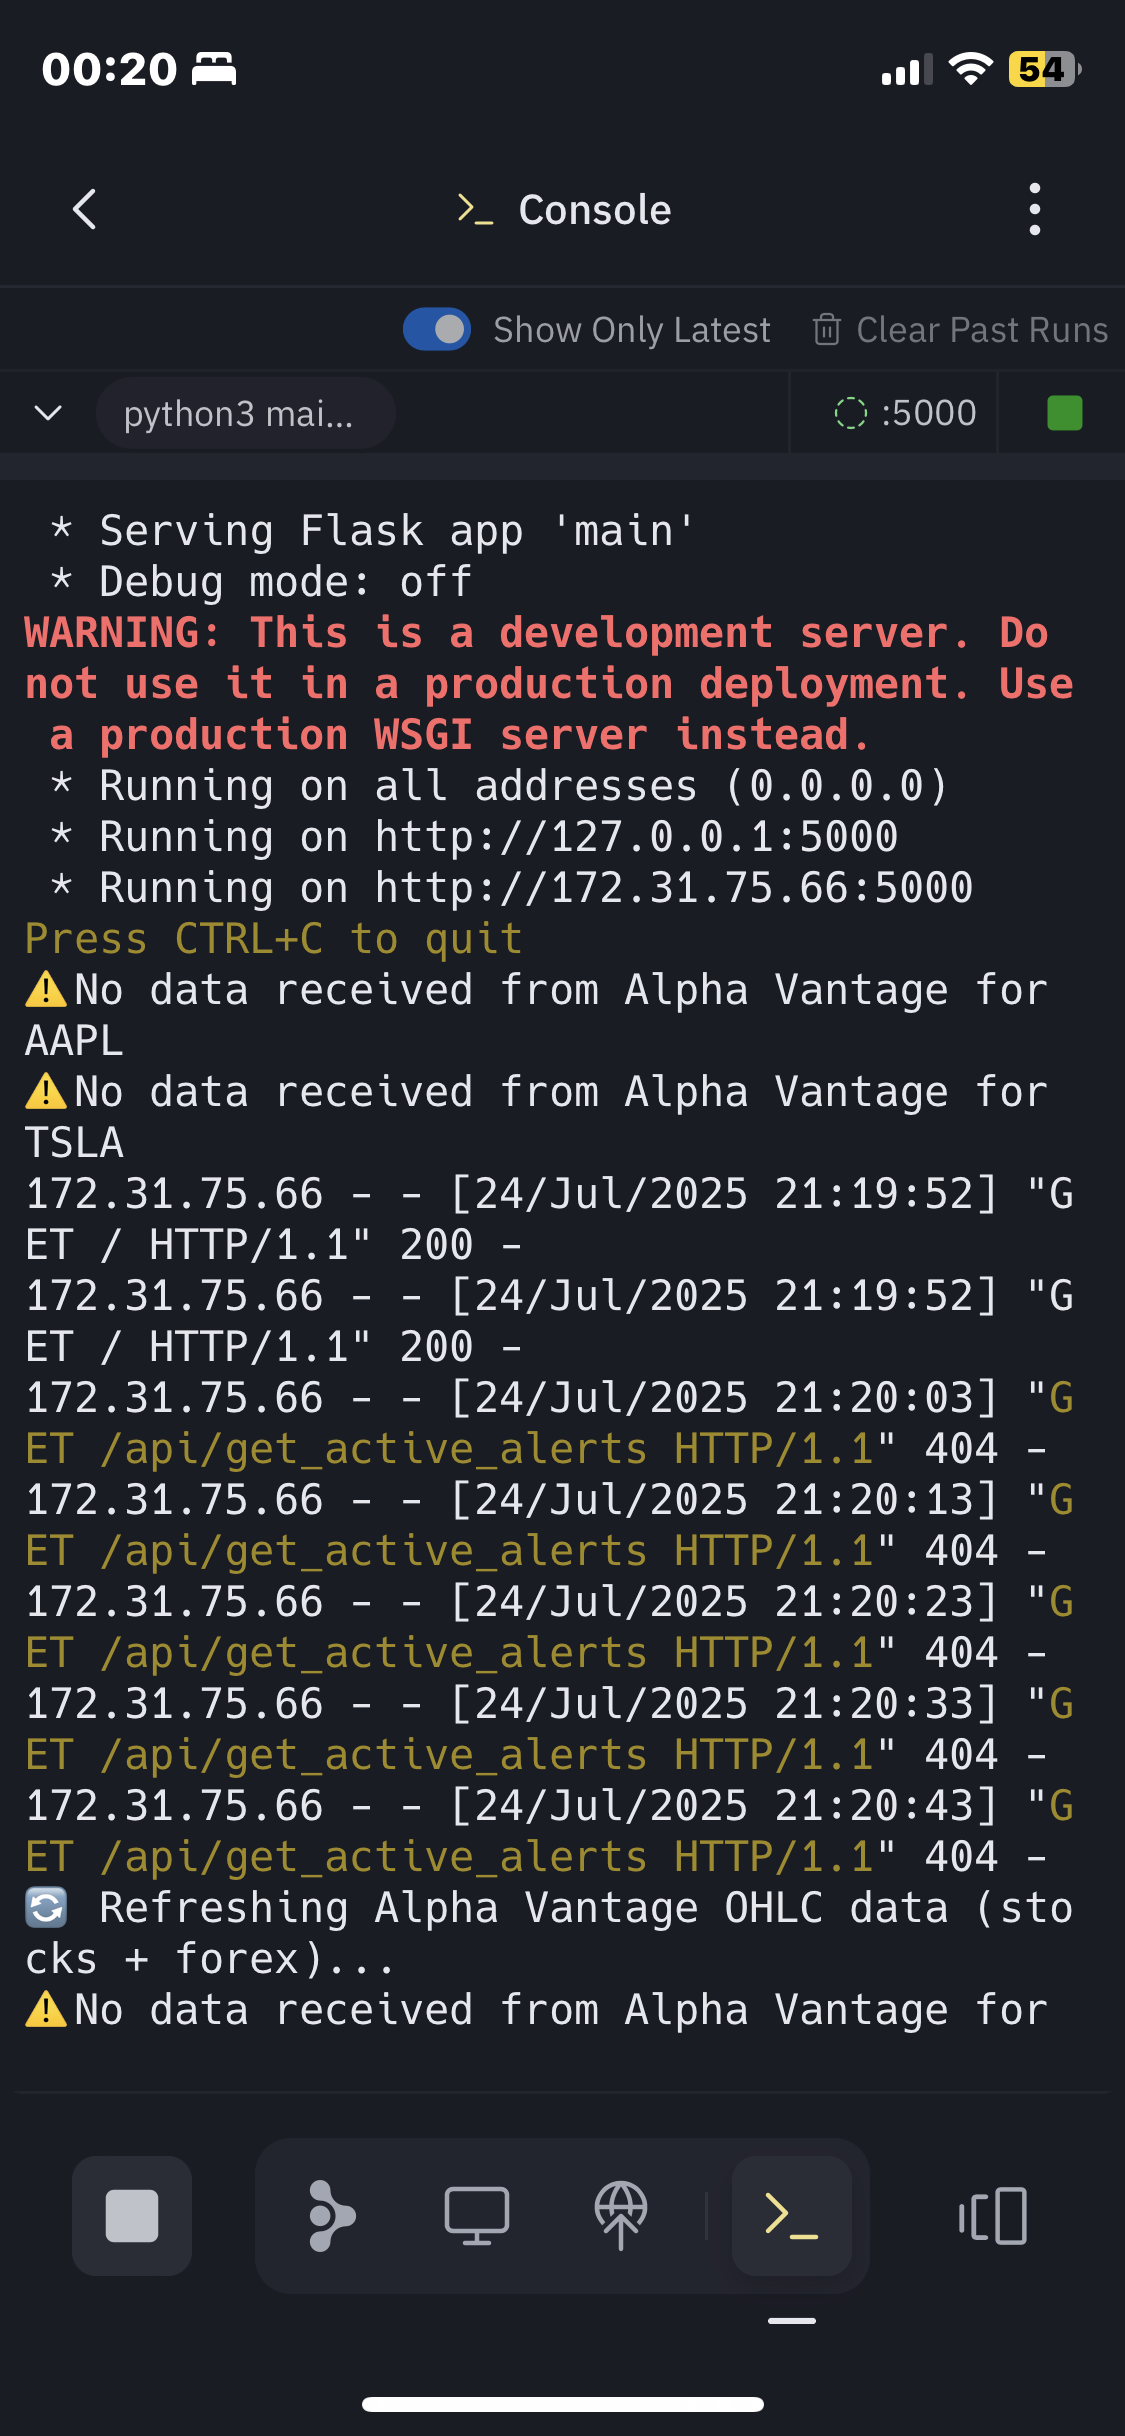 00:20
54
Console
Show Only Latest
Clear Past Runs
python3 mai...
:5000
* Serving Flask app 'main'
* Debug mode: off
WARNING: This is a development server. Do
not use it in a production deployment. Use
a production WSGI server instead.
* Running on all addresses (0.0.0.0)
* Running on http://127.0.0.1:5000
* Running on http://172.31.75.66:5000
Press CTRL+C to quit
⚠️No data received from Alpha Vantage for
AAPL
⚠️No data received from Alpha Vantage for
TSLA
172.31.75.66 - - [24/Jul/2025 21:19:52] "G
ET / HTTP/1.1" 200 -
172.31.75.66 - - [24/Jul/2025 21:19:52] "G
ET / HTTP/1.1" 200 -
172.31.75.66 - - [24/Jul/2025 21:20:03] "G
ET /api/get_active_alerts HTTP/1.1" 404 -
172.31.75.66 - - [24/Jul/2025 21:20:13] "G
ET /api/get_active_alerts HTTP/1.1" 404 -
172.31.75.66 - - [24/Jul/2025 21:20:23] "G
ET /api/get_active_alerts HTTP/1.1" 404 -
172.31.75.66 - - [24/Jul/2025 21:20:33] "G
ET /api/get_active_alerts HTTP/1.1" 404 -
172.31.75.66 - - [24/Jul/2025 21:20:43] "G
ET /api/get_active_alerts HTTP/1.1" 404 -
🔄 Refreshing Alpha Vantage OHLC data (sto
cks + forex)...
⚠️No data received from Alpha Vantage for